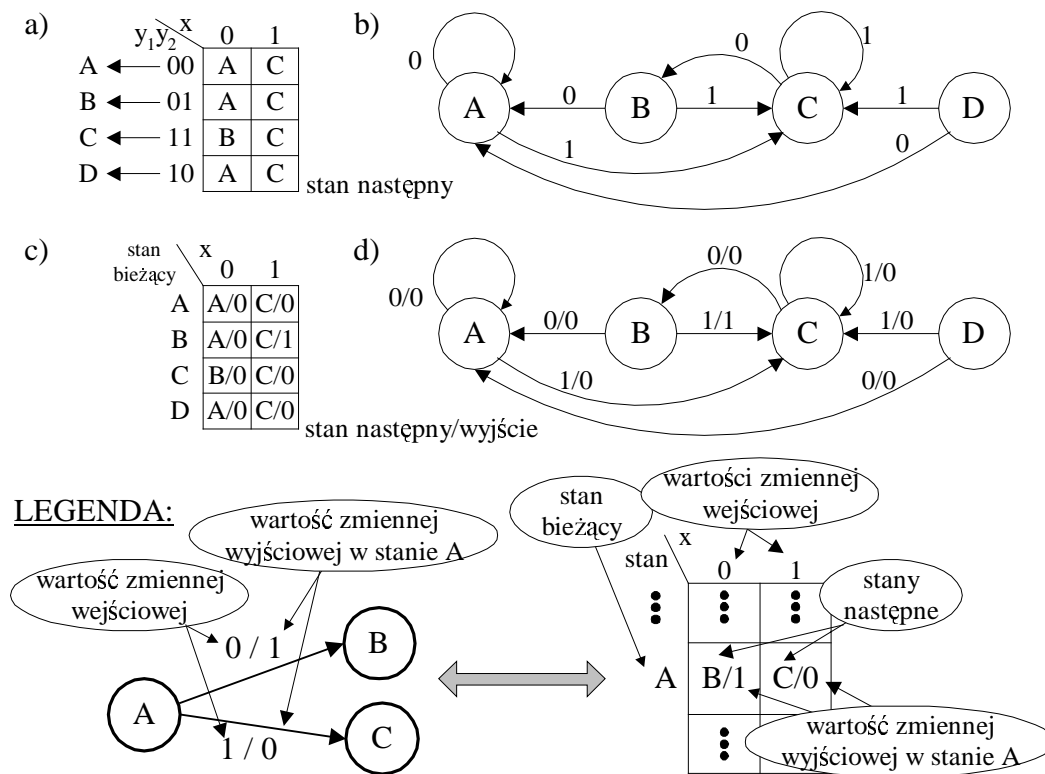 a)
y1y2 x
0 1
A 00 A C
B 01 A C
C 11 B C
D 10 A C
stan następny
b)
0 0 1
A 0 B 1 C 1 D
1 0
c)
stan bieżący x
0 1
A A/0 C/0
B A/0 C/1
C B/0 C/0
D A/0 C/0
stan następny/wyjście
d)
0/0 0/0 1/0
A 0/0 B 1/1 C 1/0 D
1/0 0/0
LEGENDA:
wartość zmiennej
wyjściowej w stanie A
wartość zmiennej
wejściowej
0 / 1
B
A
1 / 0
C
stan
bieżący
wartości zmiennej
wejściowej
x
stan
0 1
stany
następne
A B/1 C/0
wartość zmiennej
wyjściowej w stanie A